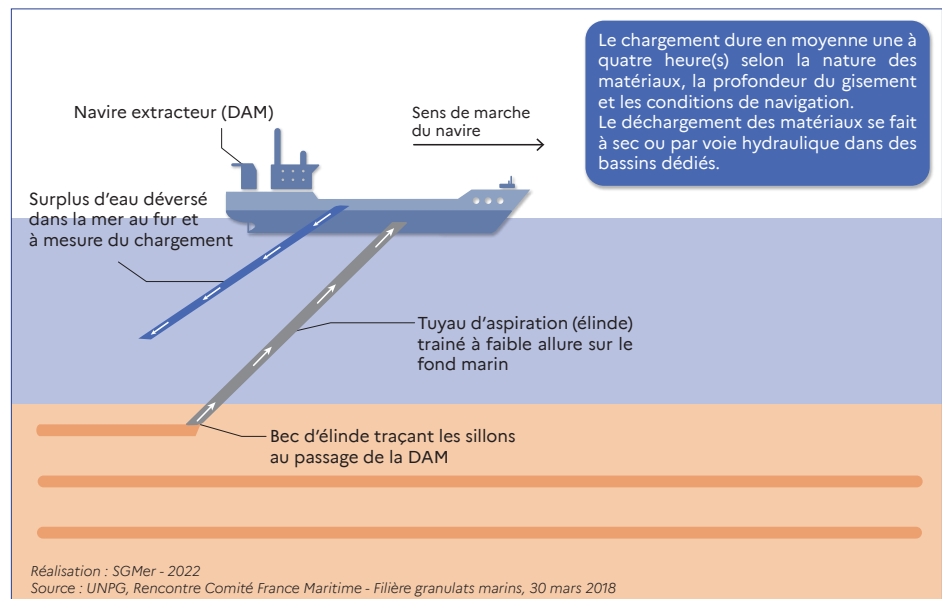 Le chargement dure en moyenne une à
quatre heure(s) selon la nature des
matériaux, la profondeur du gisement
et les conditions de navigation.
Le déchargement des matériaux se fait
à sec ou par voie hydraulique dans des
bassins dédiés.
Navire extracteur (DAM)
Sens de marche
du navire
Surplus d'eau déversé
dans la mer au fur et
à mesure du chargement
Tuyau d'aspiration (élinde)
trainé à faible allure sur le
fond marin
Bec d'élinde traçant les sillons
au passage de la DAM
Réalisation : SGMer - 2022
Source : UNPG, Rencontre Comité France Maritime - Filière granulats marins, 30 mars 2018